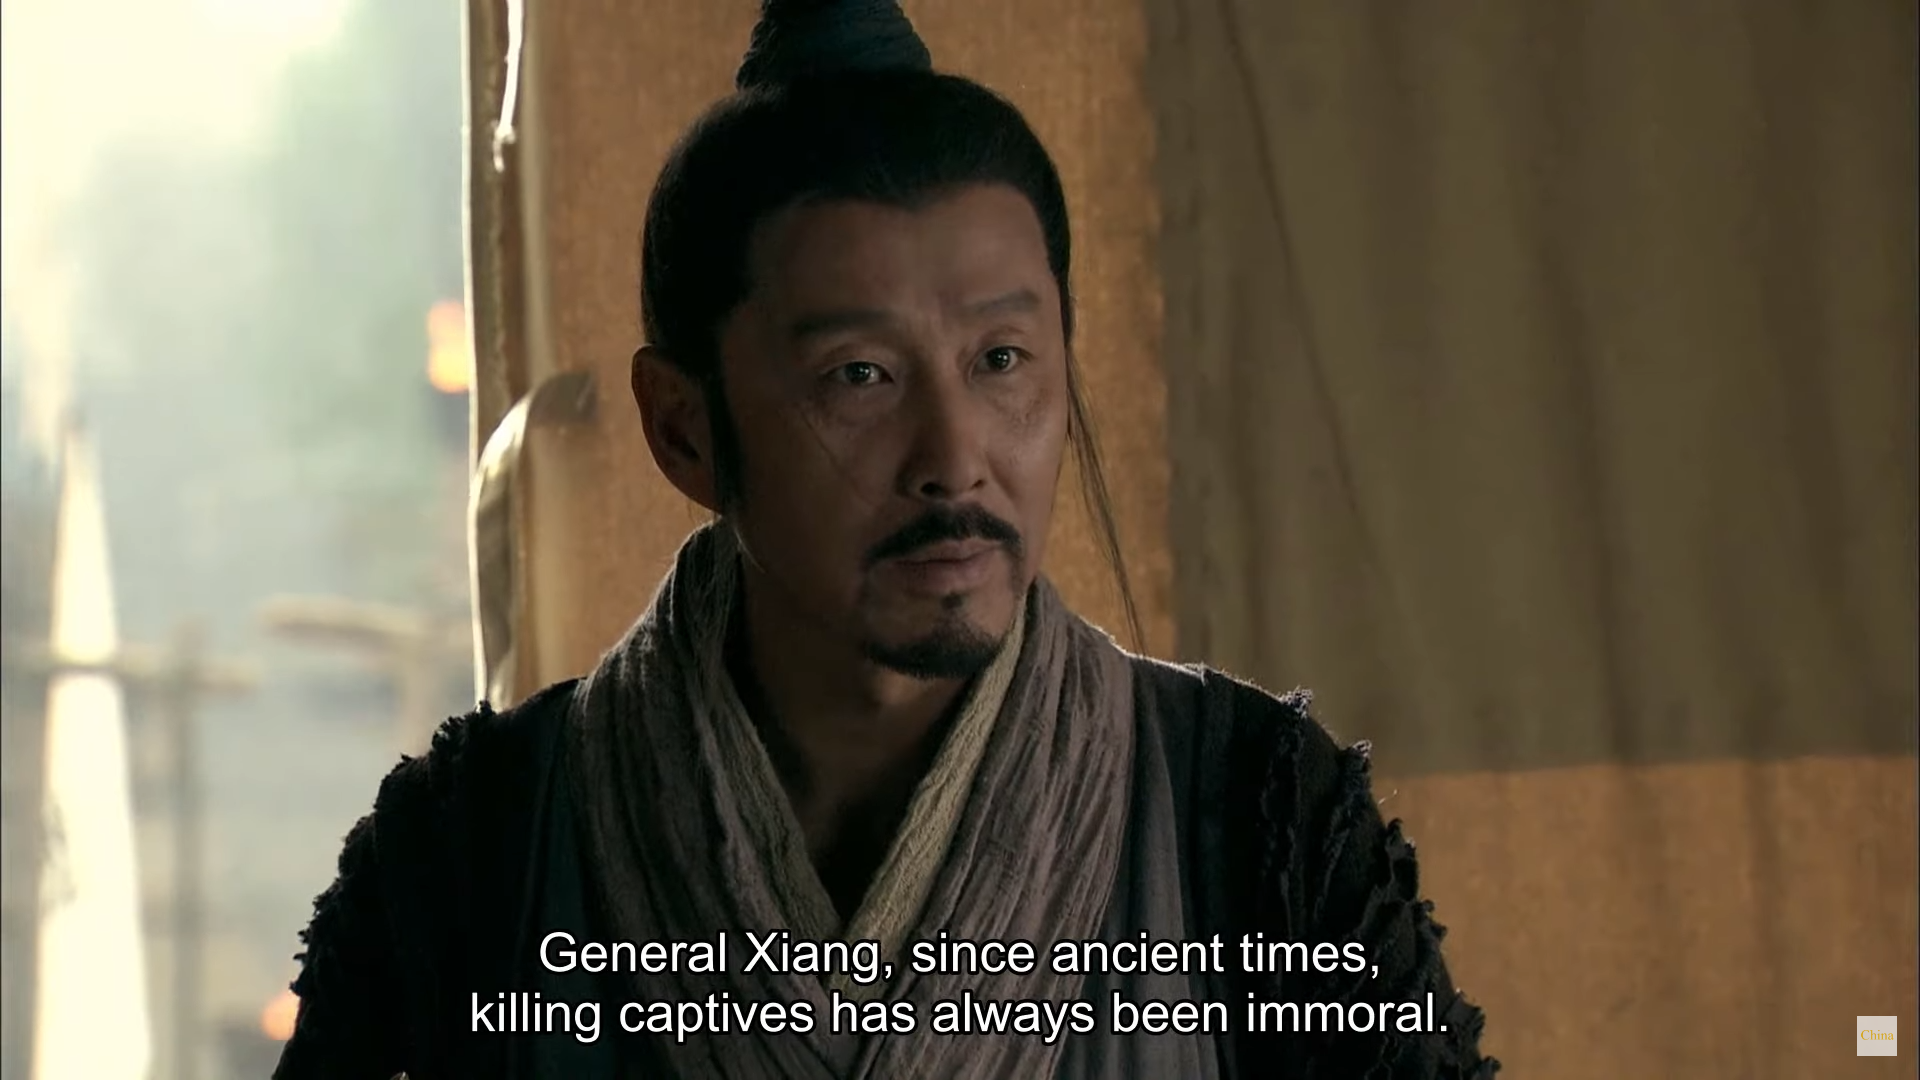 General Xiang, since ancient times,
killing captives has always been immoral.
China